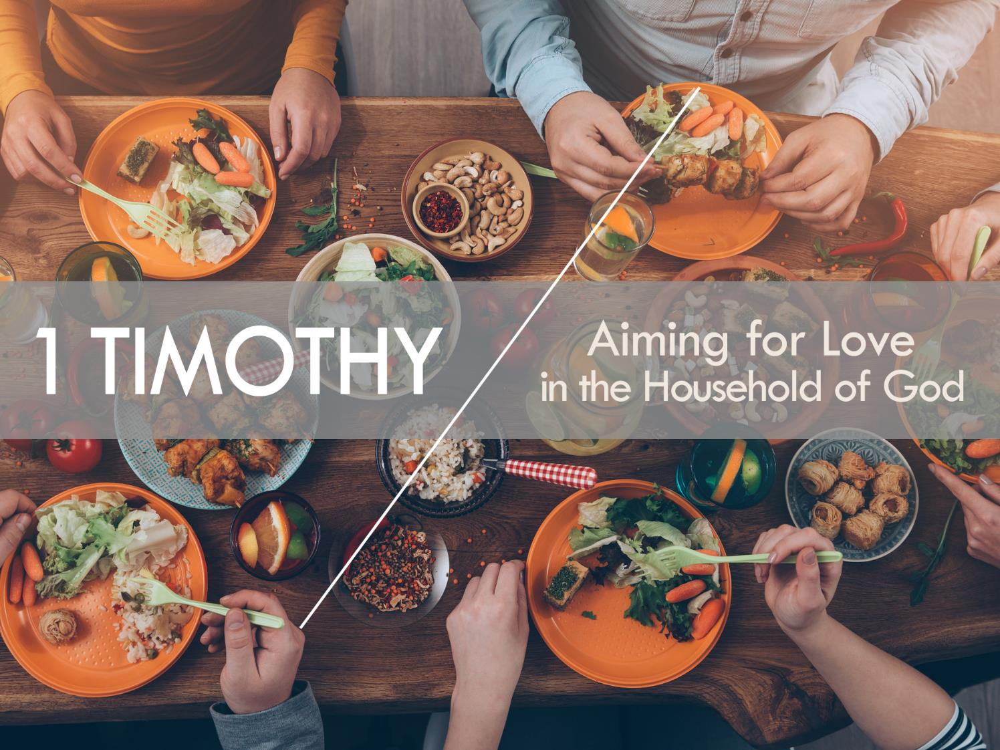 1 TIMOTHY
Aiming for Love
in the Household of God